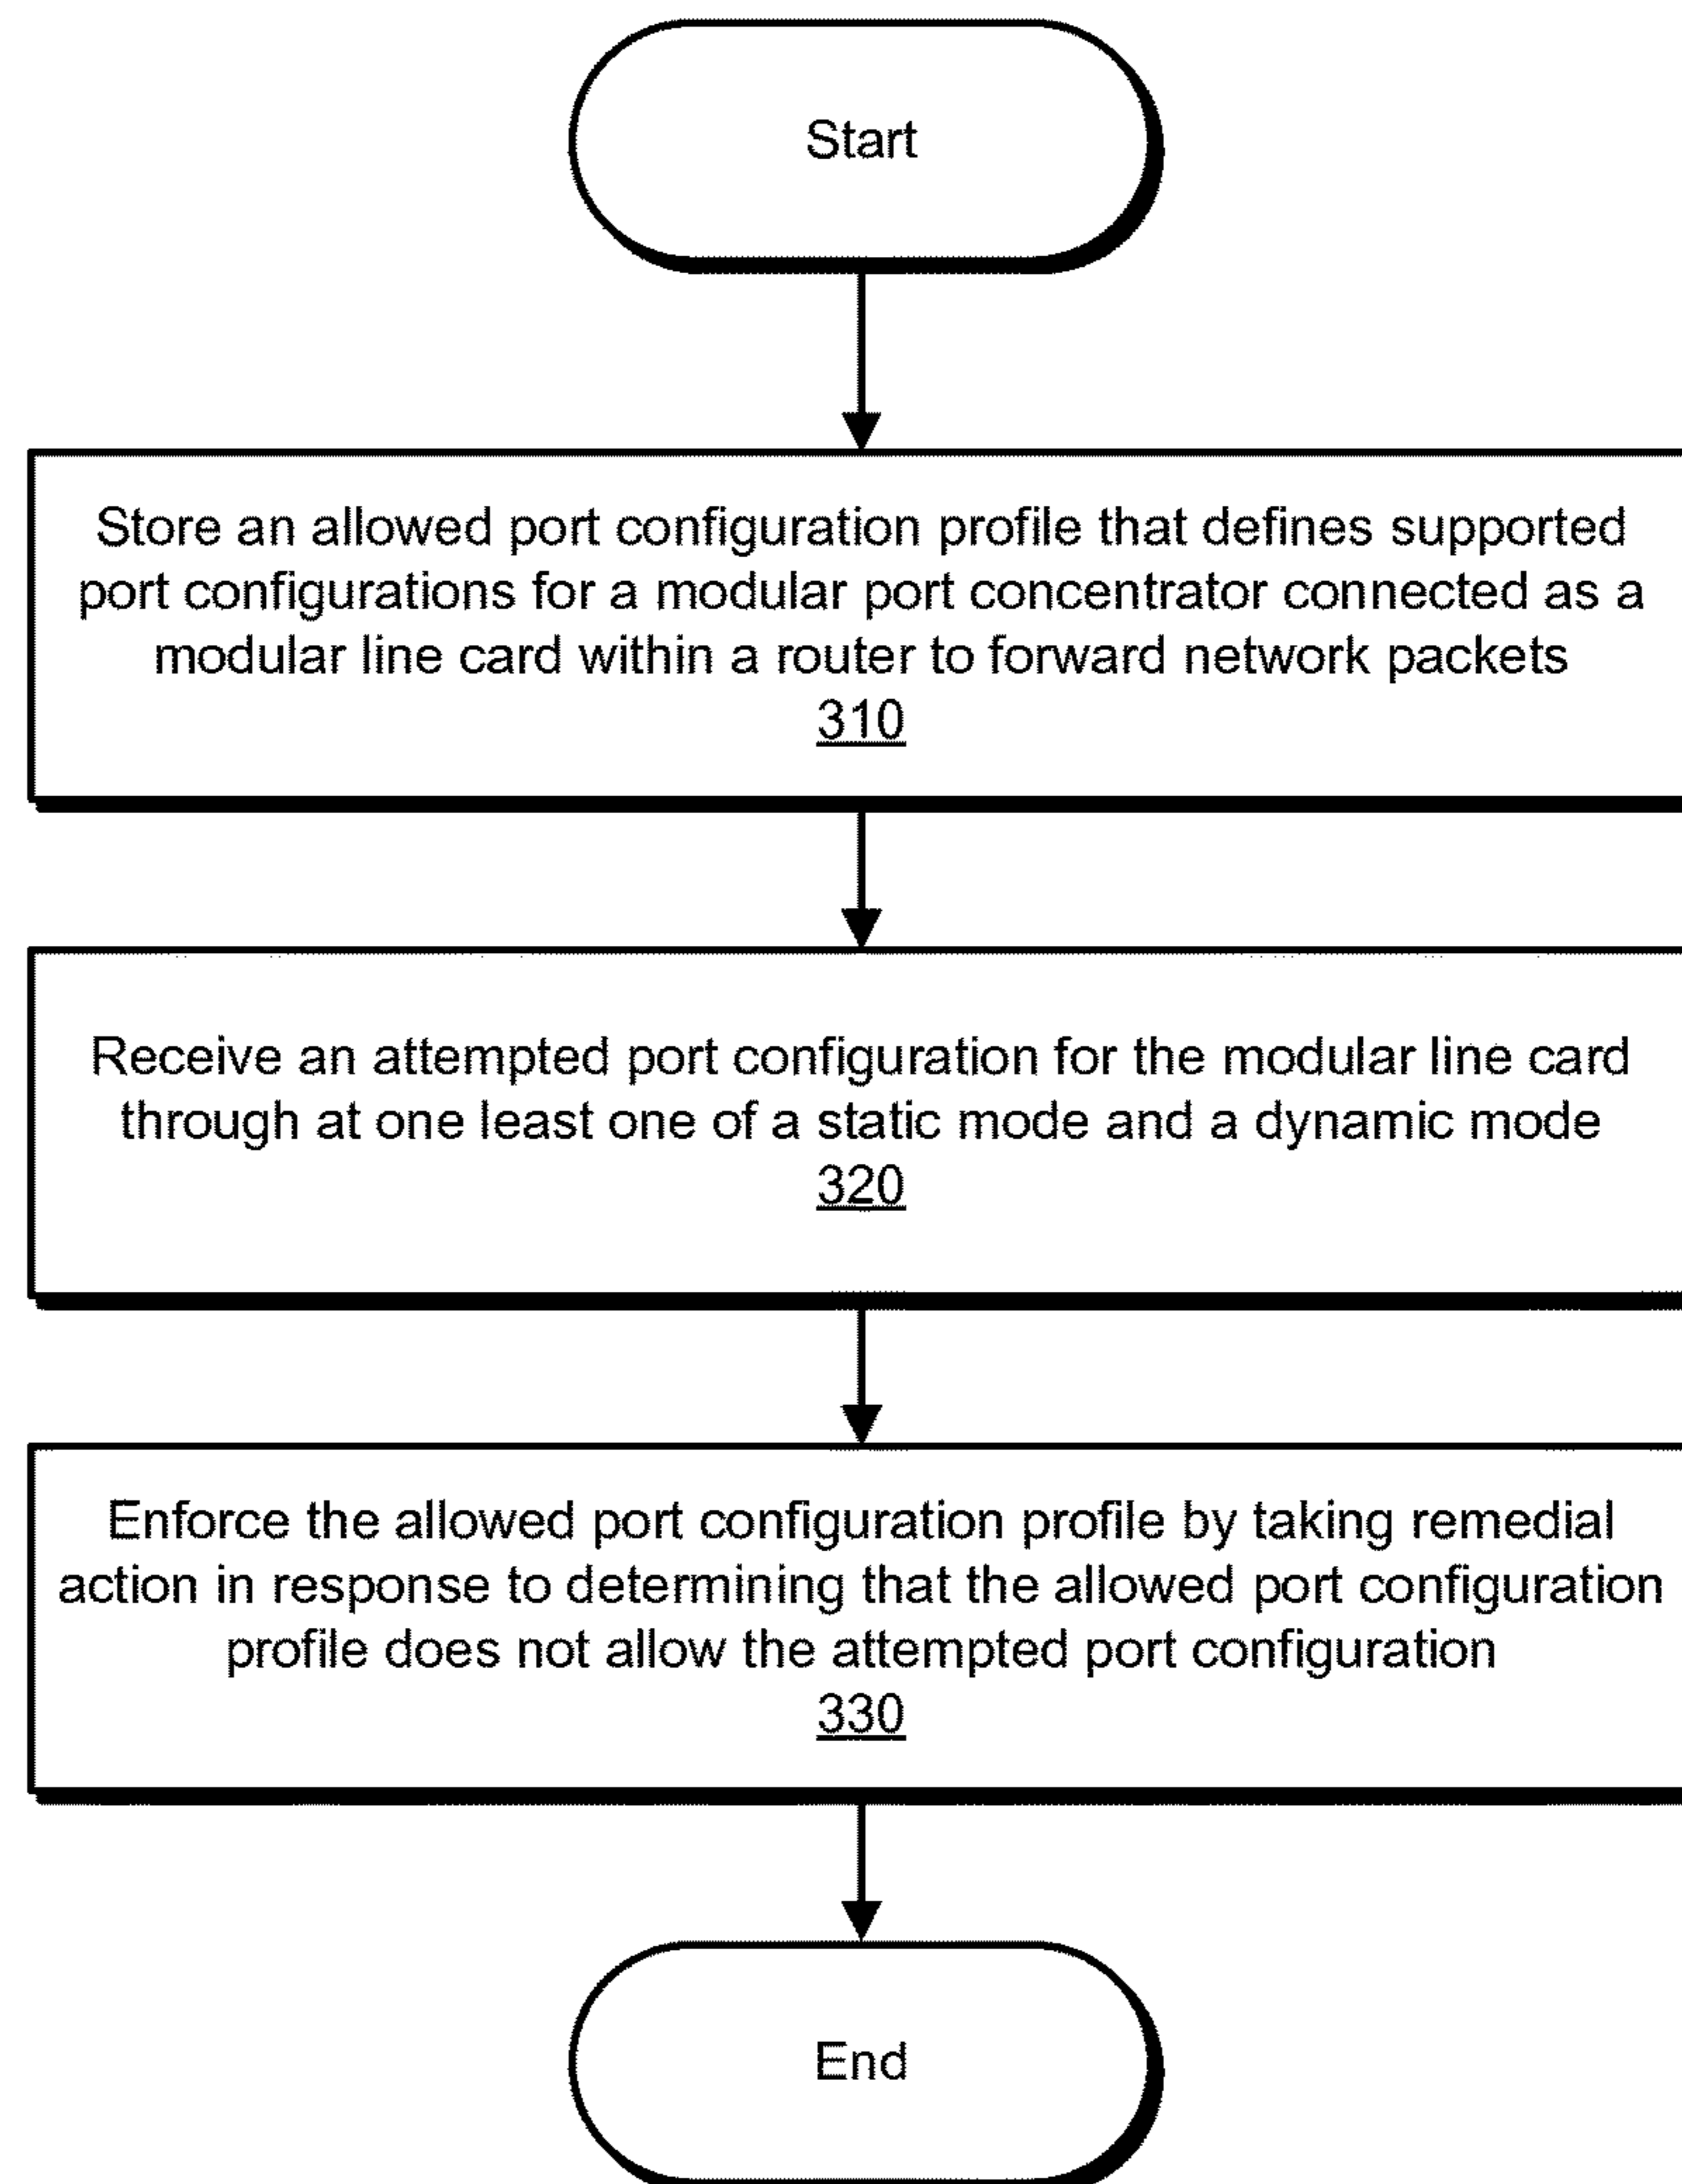 Start
Store an allowed port configuration profile that defines supported
port configurations for a modular port concentrator connected as a
modular line card within a router to forward network packets
310
Receive an attempted port configuration for the modular line card
through at one least one of a static mode and a dynamic mode
320
Enforce the allowed port configuration profile by taking remedial
action in response to determining that the allowed port configuration
profile does not allow the attempted port configuration
330
End